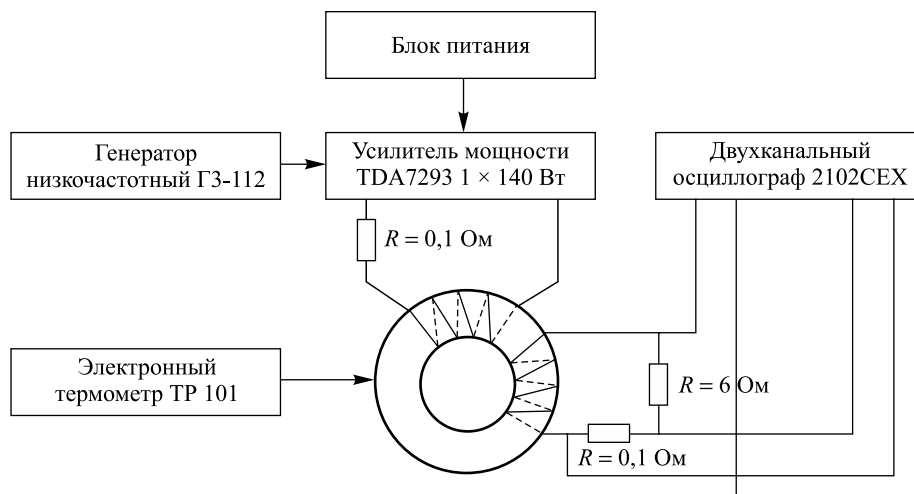 Блок питания
Генератор
низкочастотный Г3-112
Усилитель мощности
TDA7293 1 × 140 Вт
Двухканальный
осциллограф 2102CEX
R = 0,1 Ом
Электронный
термометр ТР 101
R = 6 Ом
R = 0,1 Ом